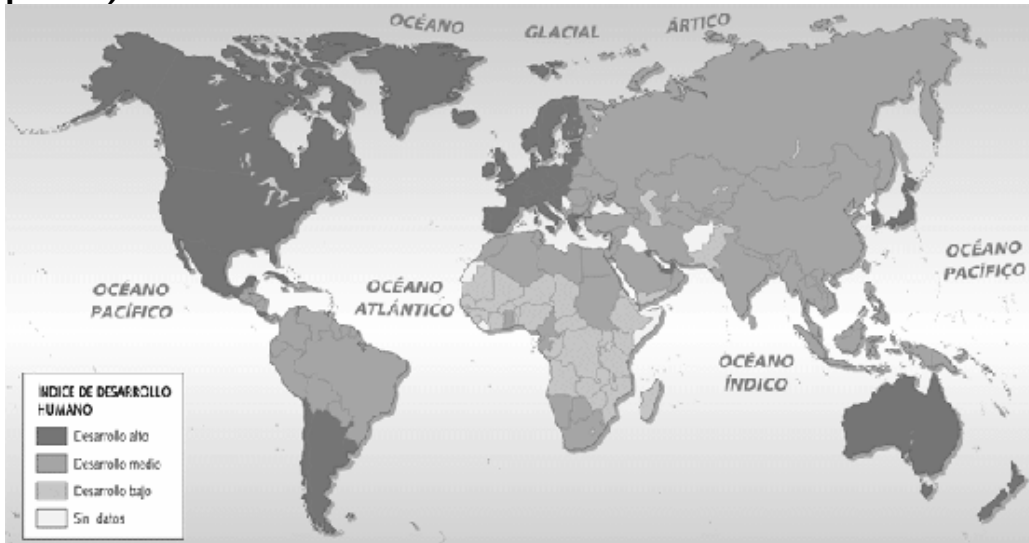 OCÉANO GLACIAL ÁRTICO
OCÉANO
PACÍFICO
OCÉANO
ATLÁNTICO
OCÉANO
PACÍFICO
OCÉANO
ÍNDICO
ÍNDICE DE DESARROLLO
HUMANO
Desarrollo alto
Desarrollo medio
Desarrollo bajo
Sin datos